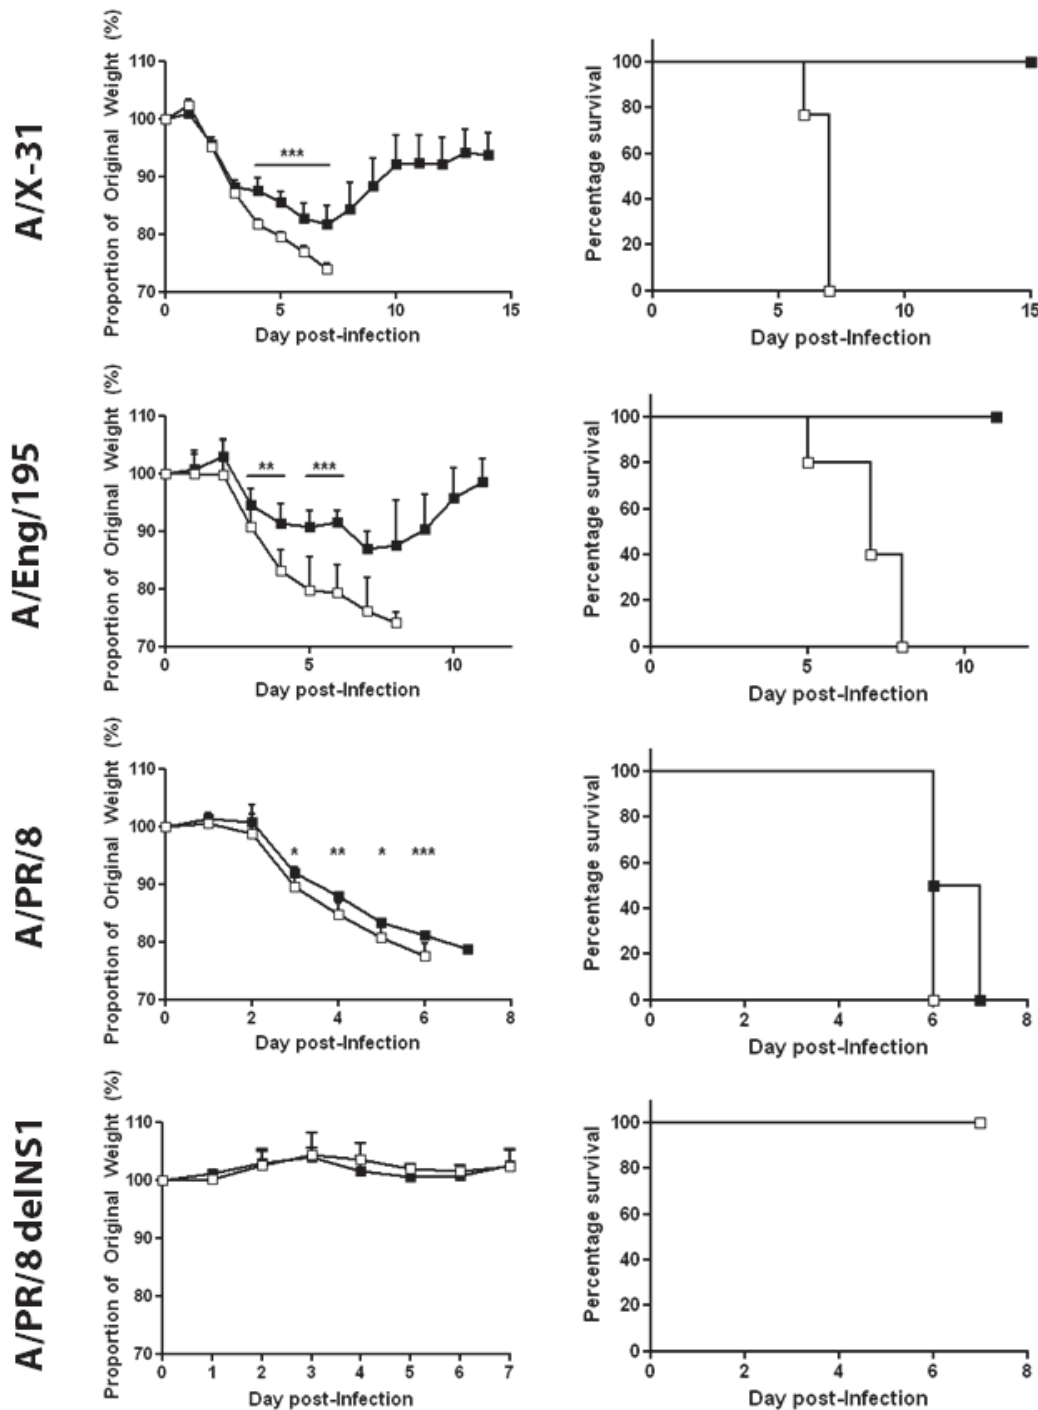 A/X-31
Proportion of Original Weight (%)
110
100
90
80
70
***
0 5 10 15
Day post-infection
Percentage survival
100
80
60
40
20
0
0 5 10 15
Day post-Infection
A/Eng/195
Proportion of Original Weight (%)
110
100
90
80
70
** ***
0 5 10
Day post-Infection
Percentage survival
100
80
60
40
20
0
0 5 10
Day post-Infection
A/PR/8
Proportion of Original Weight (%)
110
100
90
80
70
* ** * ***
0 2 4 6 8
Day post-Infection
Percentage survival
100
80
60
40
20
0
0 2 4 6 8
Day post-Infection
A/PR/8 delNS1
Proportion of Original Weight (%)
110
100
90
80
70
0 1 2 3 4 5 6 7
Day post-Infection
Percentage survival
100
80
60
40
20
0
0 2 4 6 8
Day post-Infection